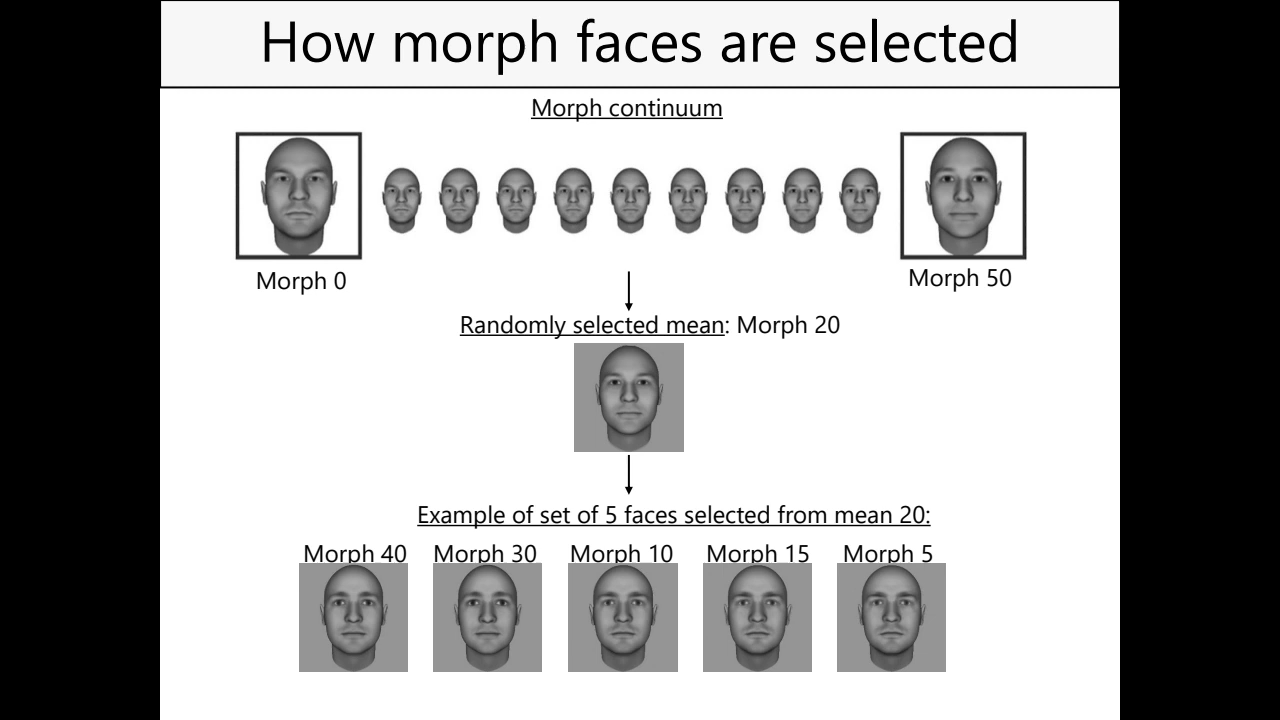 How morph faces are selected
Morph continuum
Morph 0
Morph 50
Randomly selected mean: Morph 20
Example of set of 5 faces selected from mean 20:
Morph 40 Morph 30 Morph 10 Morph 15 Morph 5